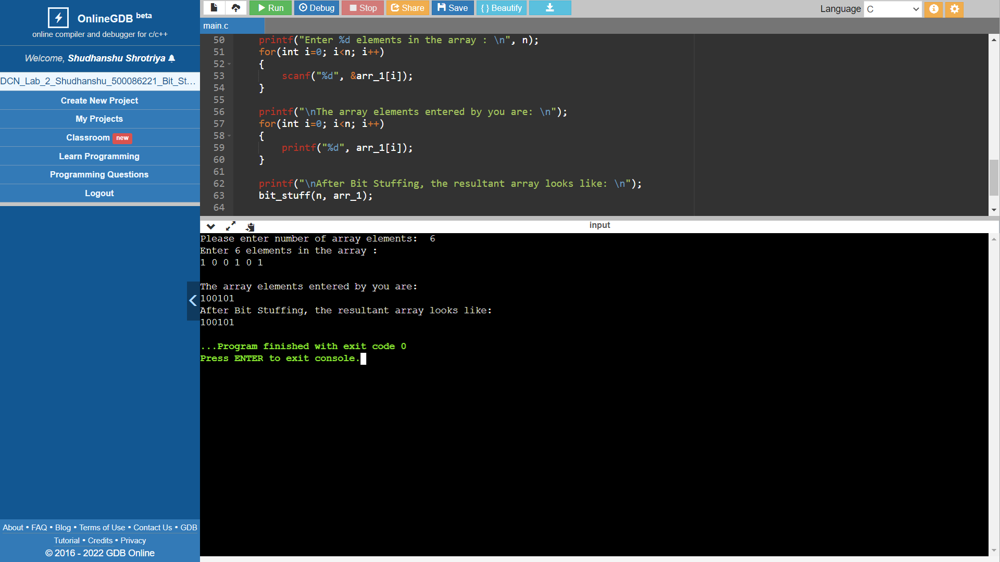 OnlineGDB beta
online compiler and debugger for c/c++
Welcome, Shudhanshu Shrotriya
DCN_Lab_2_Shudhanshu_500086221_Bit_St...
Create New Project
My Projects
Classroom new
Learn Programming
Programming Questions
Logout
About • FAQ • Blog • Terms of Use • Contact Us • GDB
Tutorial • Credits • Privacy
© 2016 - 2022 GDB Online
Run Debug Stop Share Save { } Beautify
Language C
main.c
50 printf("Enter %d elements in the array : \n", n);
51 for(int i=0; i<n; i++)
52 {
53 scanf("%d", &arr_1[i]);
54 }
55
56 printf("\nThe array elements entered by you are: \n");
57 for(int i=0; i<n; i++)
58 {
59 printf("%d", arr_1[i]);
60 }
61
62 printf("\nAfter Bit Stuffing, the resultant array looks like: \n");
63 bit_stuff(n, arr_1);
64
input
Please enter number of array elements:  6
Enter 6 elements in the array :
1 0 0 1 0 1
The array elements entered by you are:
100101
After Bit Stuffing, the resultant array looks like:
100101
...Program finished with exit code 0
Press ENTER to exit console.